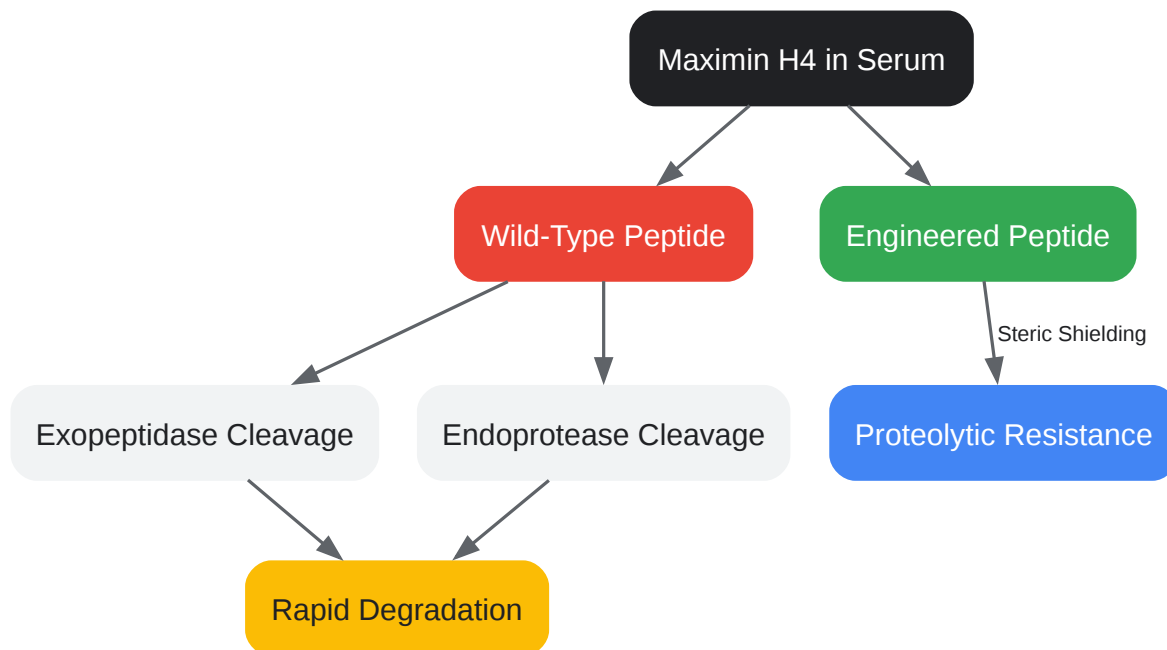 Maximin H4 in Serum
Wild-Type Peptide
Engineered Peptide
Steric Shielding
Exopeptidase Cleavage
Endoprotease Cleavage
Proteolytic Resistance
Rapid Degradation